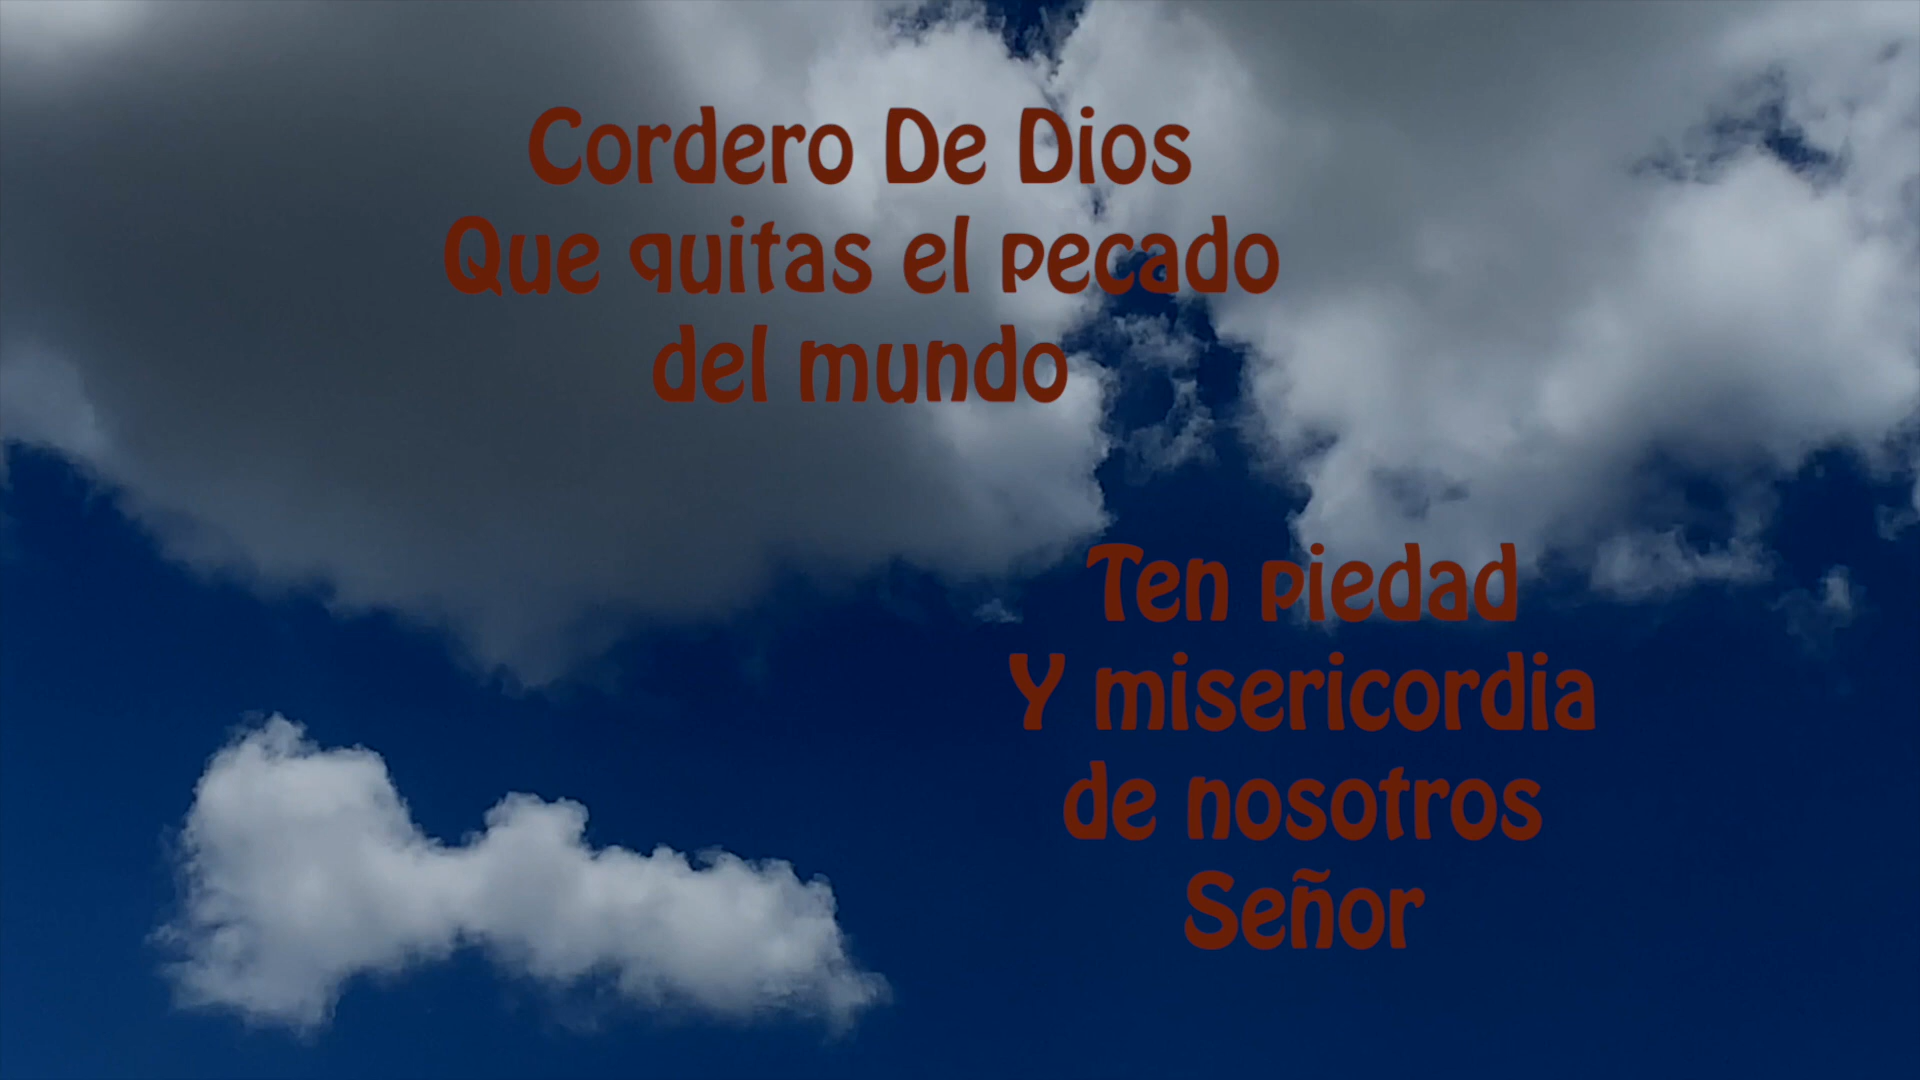 Cordero De Dios
Que quitas el pecado
del mundo
Ten piedad
Y misericordia
de nosotros
Señor